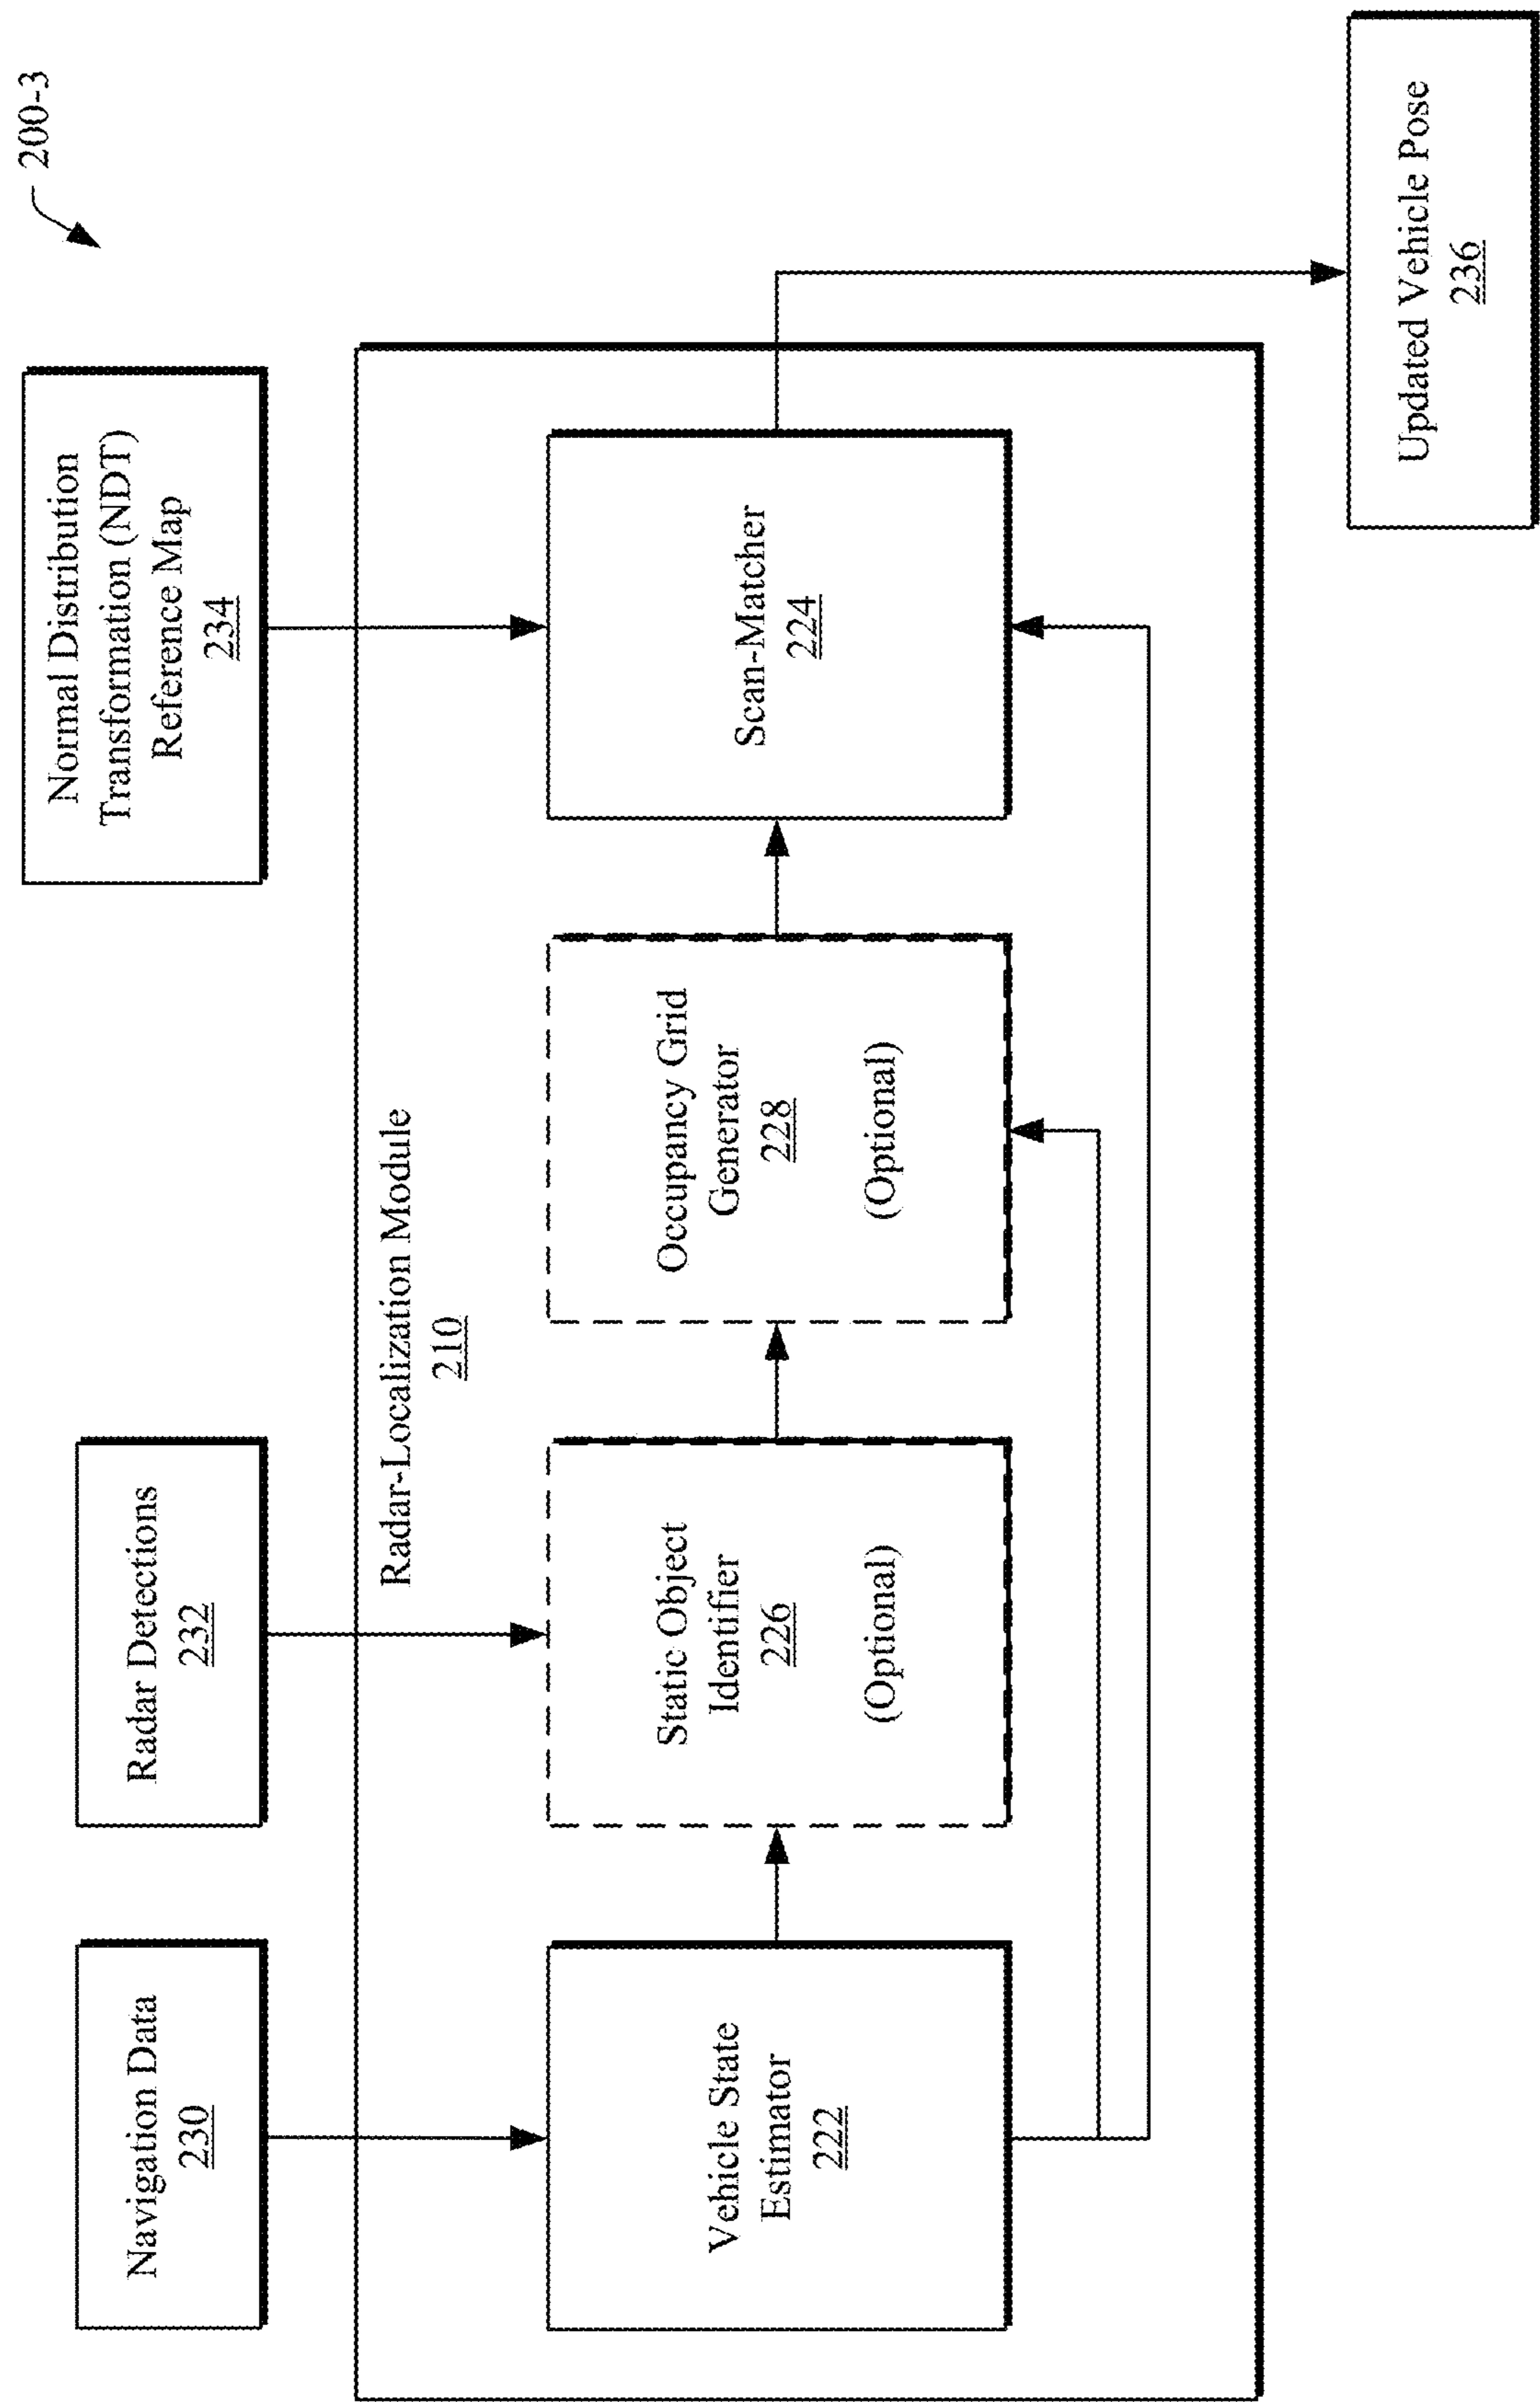 200-3
Navigation Data
230
Radar Detections
232
Normal Distribution
Transformation (NDT)
Reference Map
234
Radar-Localization Module
210
Vehicle State
Estimator
222
Static Object
Identifier
226
(Optional)
Occupancy Grid
Generator
228
(Optional)
Scan-Matcher
224
Updated Vehicle Pose
236